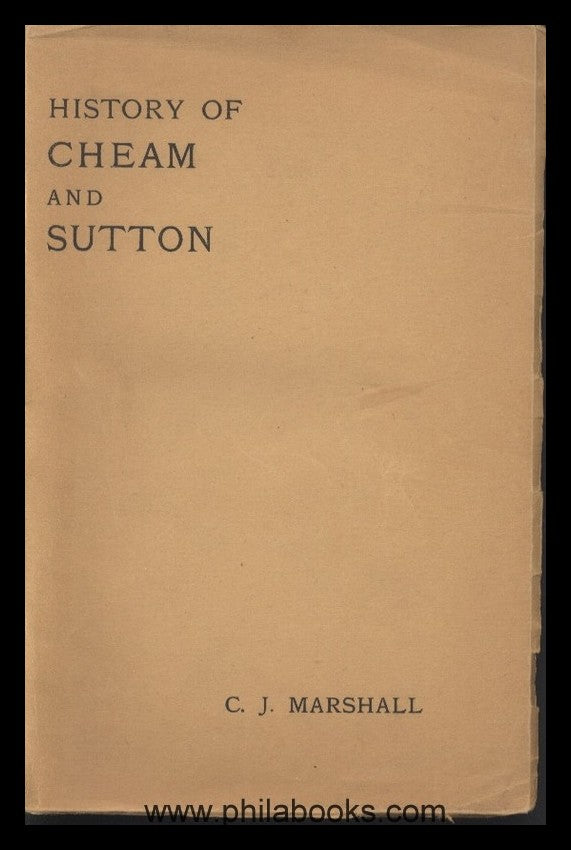 HISTORY OF
CHEAM
AND
SUTTON
C. J. MARSHALL
www.philabooks.com